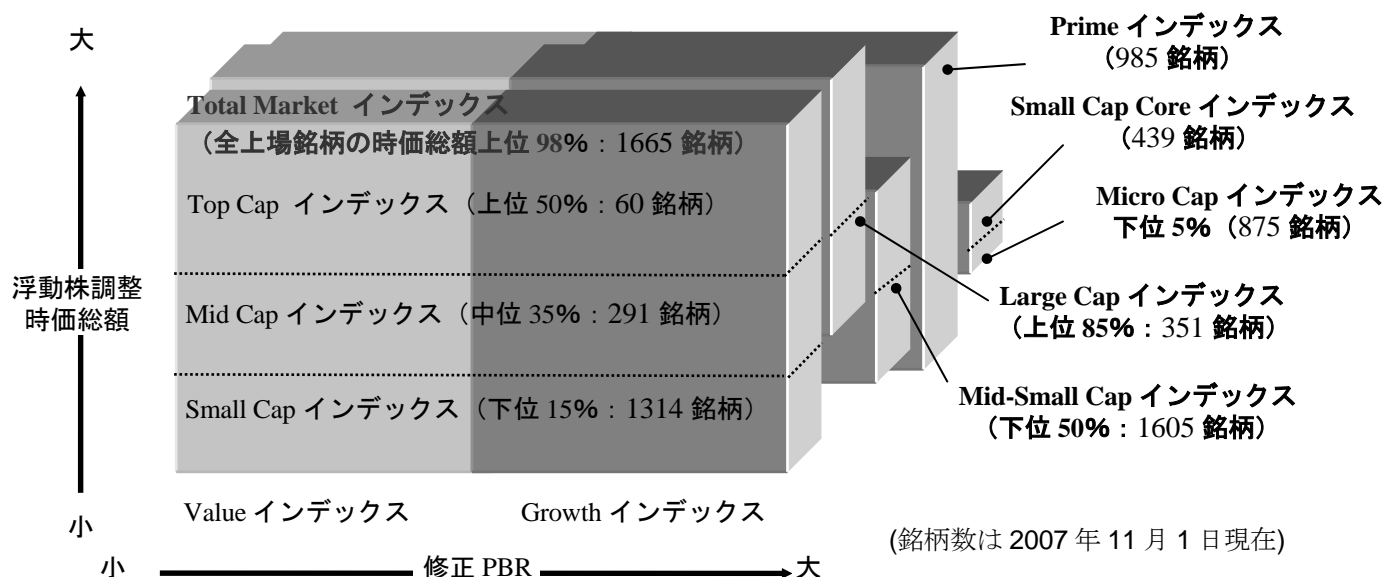 大
Prime インデックス
（985 銘柄）
Total Market インデックス
（全上場銘柄の時価総額上位 98%：1665 銘柄）
Small Cap Core インデックス
（439 銘柄）
Top Cap インデックス（上位 50%：60 銘柄）
Micro Cap インデックス
下位 5%（875 銘柄）
浮動株調整
時価総額
Mid Cap インデックス（中位 35%：291 銘柄）
Large Cap インデックス
（上位 85%：351 銘柄）
Small Cap インデックス（下位 15%：1314 銘柄）
Mid-Small Cap インデックス
（下位 50%：1605 銘柄）
小
Value インデックス
Growth インデックス
(銘柄数は 2007 年 11 月 1 日現在)
小 修正 PBR 大